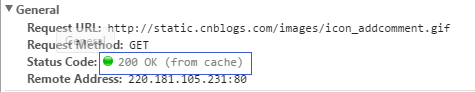 General
Request URL: http://static.cnblogs.com/images/icon_addcomment.gif
General
Request Method: GET
Status Code: 200 OK (from cache)
Remote Address: 220.181.105.231:80